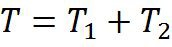 T = T₁ + T₂